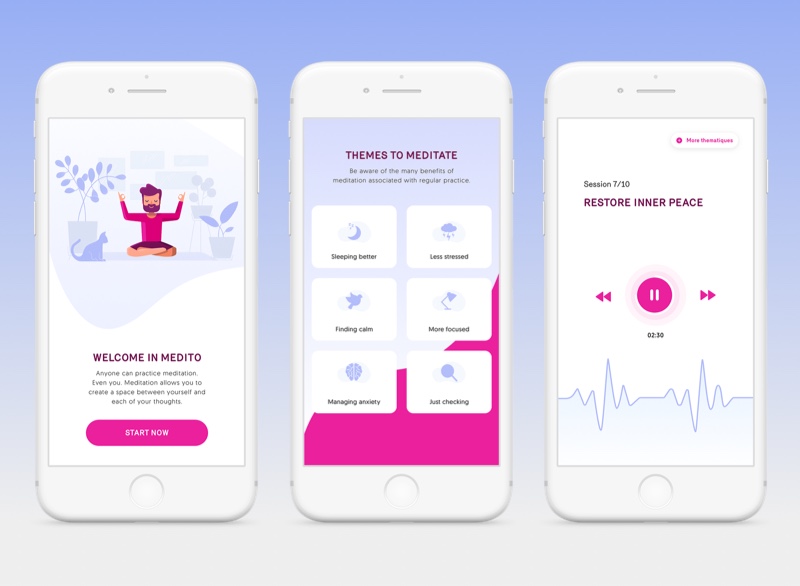 WELCOME IN MEDITO
Anyone can practice meditation.
Even you. Meditation allows you to
create a space between yourself and
each of your thoughts.
START NOW
THEMES TO MEDITATE
Be aware of the many benefits of
meditation associated with regular practice.
Sleeping better
Less stressed
Finding calm
More focused
Managing anxiety
Just checking
More thematiques
Session 7/10
RESTORE INNER PEACE
02:30